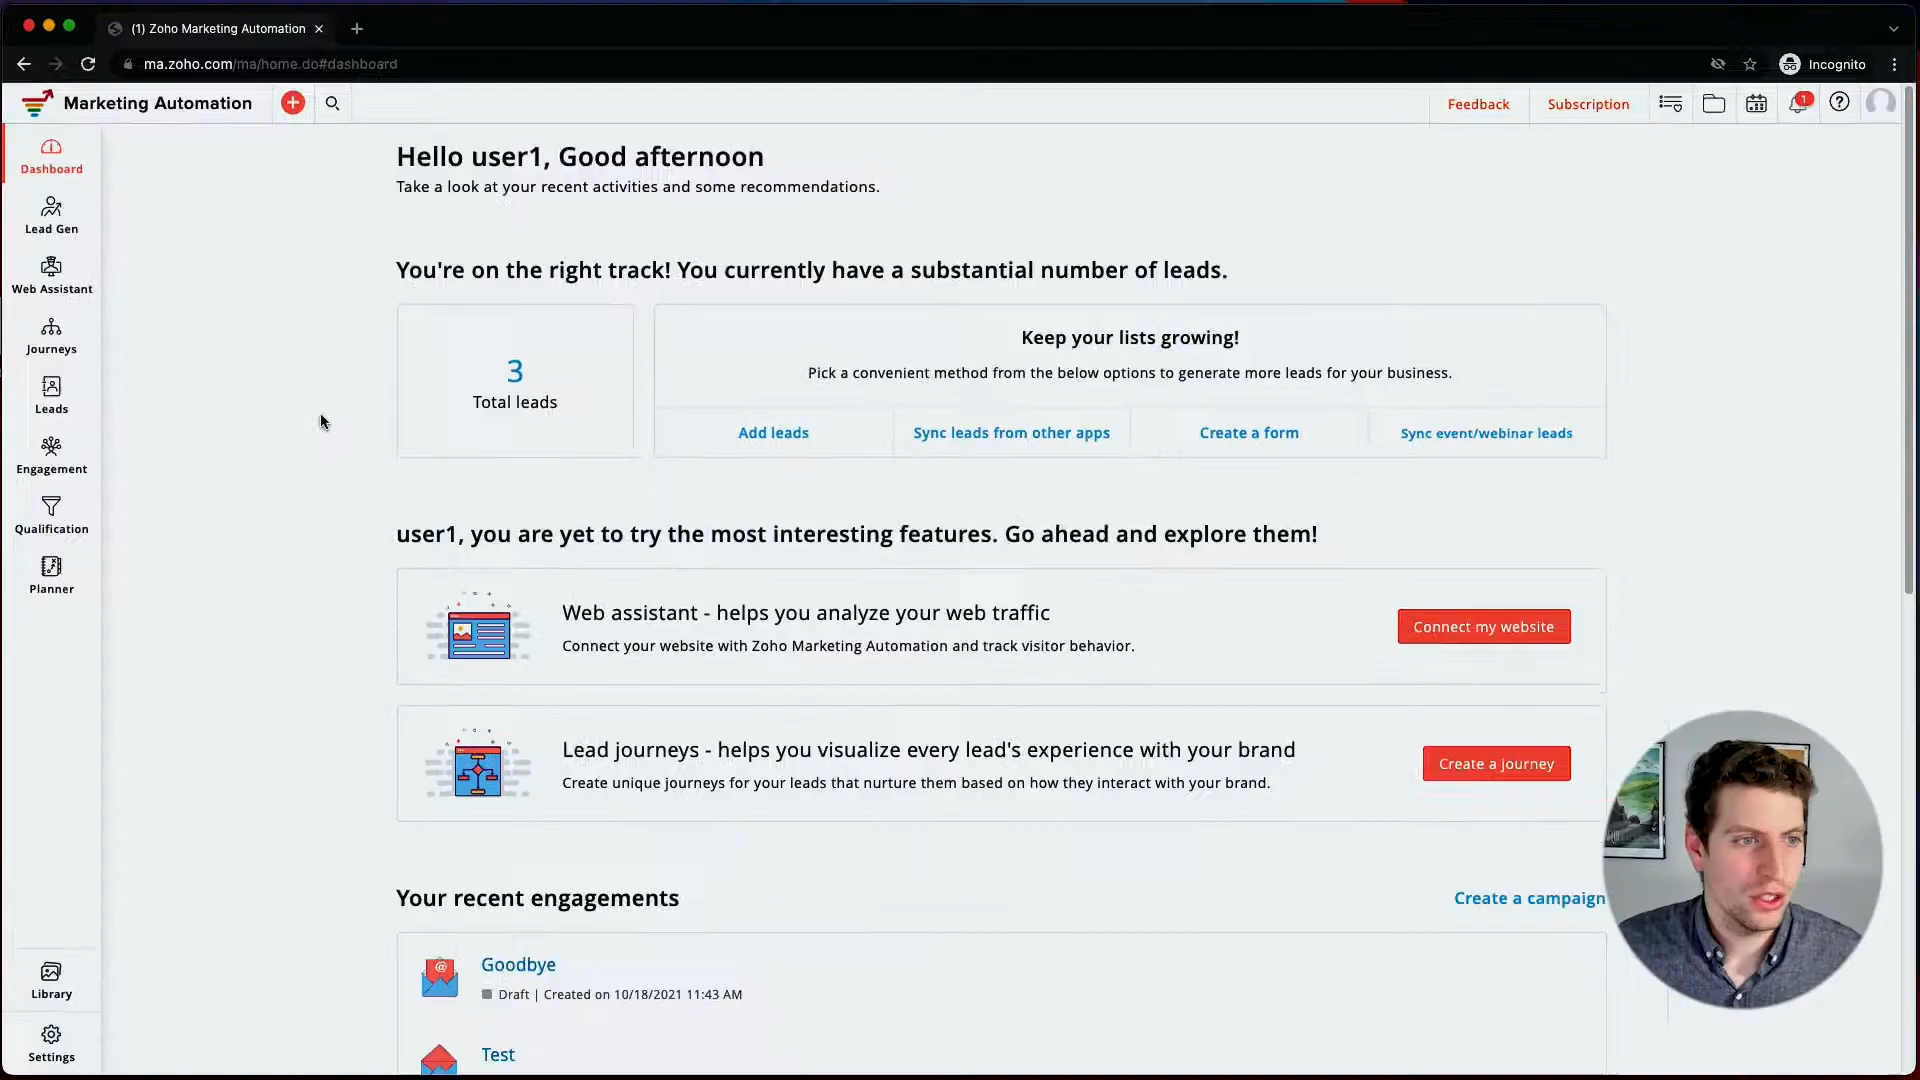 (1) Zoho Marketing Automation
ma.zoho.com/ma/home.do#dashboard
Incognito
Marketing Automation
Feedback
Subscription
1
Dashboard
Lead Gen
Web Assistant
Journeys
Leads
Engagement
Qualification
Planner
Library
Settings
Hello user1, Good afternoon
Take a look at your recent activities and some recommendations.
You're on the right track! You currently have a substantial number of leads.
3
Total leads
Keep your lists growing!
Pick a convenient method from the below options to generate more leads for your business.
Add leads
Sync leads from other apps
Create a form
Sync event/webinar leads
user1, you are yet to try the most interesting features. Go ahead and explore them!
Web assistant - helps you analyze your web traffic
Connect your website with Zoho Marketing Automation and track visitor behavior.
Connect my website
Lead journeys - helps you visualize every lead's experience with your brand
Create unique journeys for your leads that nurture them based on how they interact with your brand.
Create a journey
Your recent engagements
Create a campaign
Goodbye
Draft | Created on 10/18/2021 11:43 AM
Test